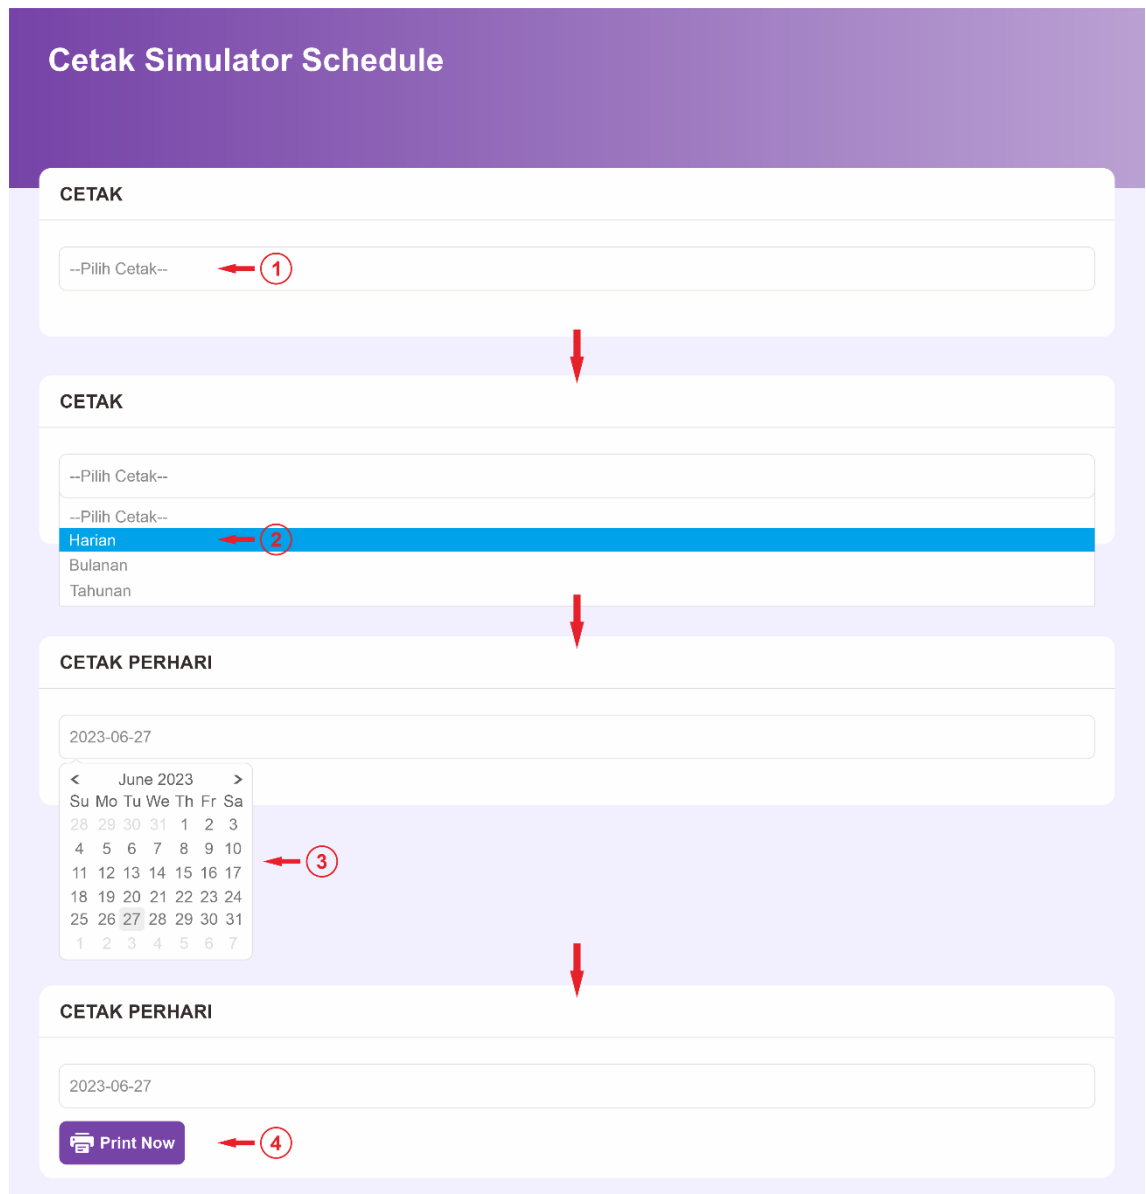 Cetak Simulator Schedule
CETAK
--Pilih Cetak--
1
CETAK
--Pilih Cetak--
--Pilih Cetak--
Harian
2
Bulanan
Tahunan
CETAK PERHARI
2023-06-27
< June 2023 >
Su Mo Tu We Th Fr Sa
28 29 30 31 1 2 3
4 5 6 7 8 9 10
11 12 13 14 15 16 17
18 19 20 21 22 23 24
25 26 27 28 29 30 31
1 2 3 4 5 6 7
3
CETAK PERHARI
2023-06-27
Print Now
4